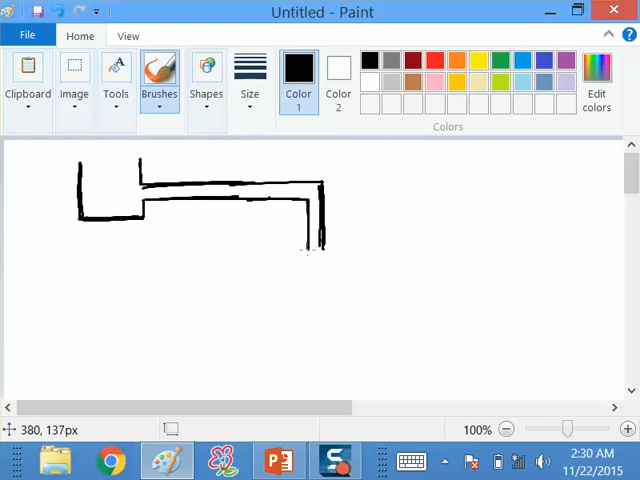 Untitled - Paint
File
Home
View
Clipboard
Image
Tools
Brushes
Shapes
Size
Color 1
Color 2
Edit colors
Colors
380, 137px
100%
2:30 AM
11/22/2015